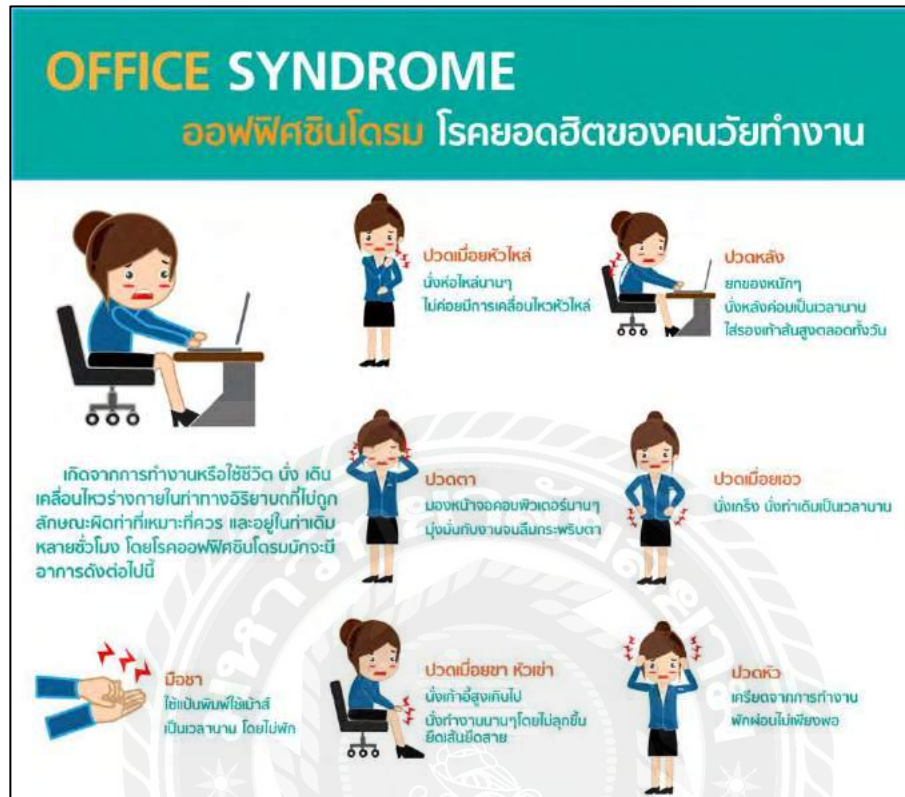 OFFICE SYNDROME
ออฟฟิศซินโดรม โรคยอดฮิตของคนวัยทำงาน
ปวดเมื่อยหัวไหล่
นั่งห่อไหล่นานๆ
ไม่ค่อยมีการเคลื่อนไหวหัวไหล่
ปวดหลัง
ยกของหนักๆ
นั่งหลังค่อมเป็นเวลานาน
ใส่รองเท้าส้นสูงตลอดทั้งวัน
เกิดจากการทำงานหรือใช้ชีวิต นั่ง เดิน
เคลื่อนไหวร่างกายในท่าทางอิริยาบถที่ไม่ถูก
ลักษณะผิดท่าที่เหมาะที่ควร และอยู่ในท่าเดิม
หลายชั่วโมง โดยโรคออฟฟิศซินโดรมมักจะมี
อาการดังต่อไปนี้
ปวดตา
มองหน้าจอคอมพิวเตอร์นานๆ
มุ่งมั่นกับงานจนลืมกระพริบตา
ปวดเมื่อยเอว
นั่งเกร็ง นั่งท่าเดิมเป็นเวลานาน
มือชา
ใช้แป้นพิมพ์ใช้เม้าส์
เป็นเวลานาน โดยไม่พัก
ปวดเมื่อยขา หัวเข่า
นั่งเก้าอี้สูงเกินไป
นั่งทำงานนานๆโดยไม่ลุกขึ้น
ยืดเส้นยืดสาย
ปวดหัว
เครียดจากการทำงาน
พักผ่อนไม่เพียงพอ